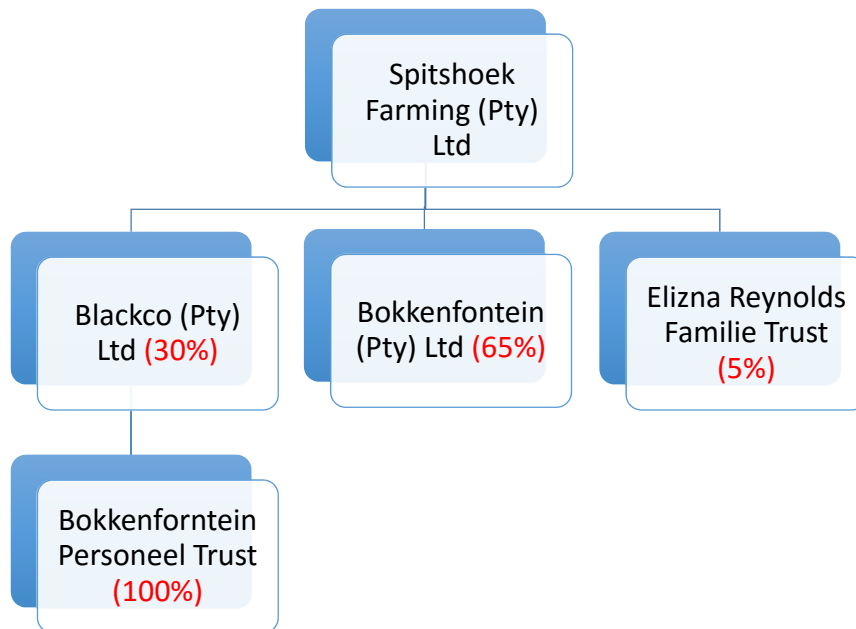 Spitshoek
Farming (Pty)
Ltd
Blackco (Pty)
Ltd (30%)
Bokkenfontein
(Pty) Ltd (65%)
Elizna Reynolds
Familie Trust
(5%)
Bokkenforntein
Personeel Trust
(100%)